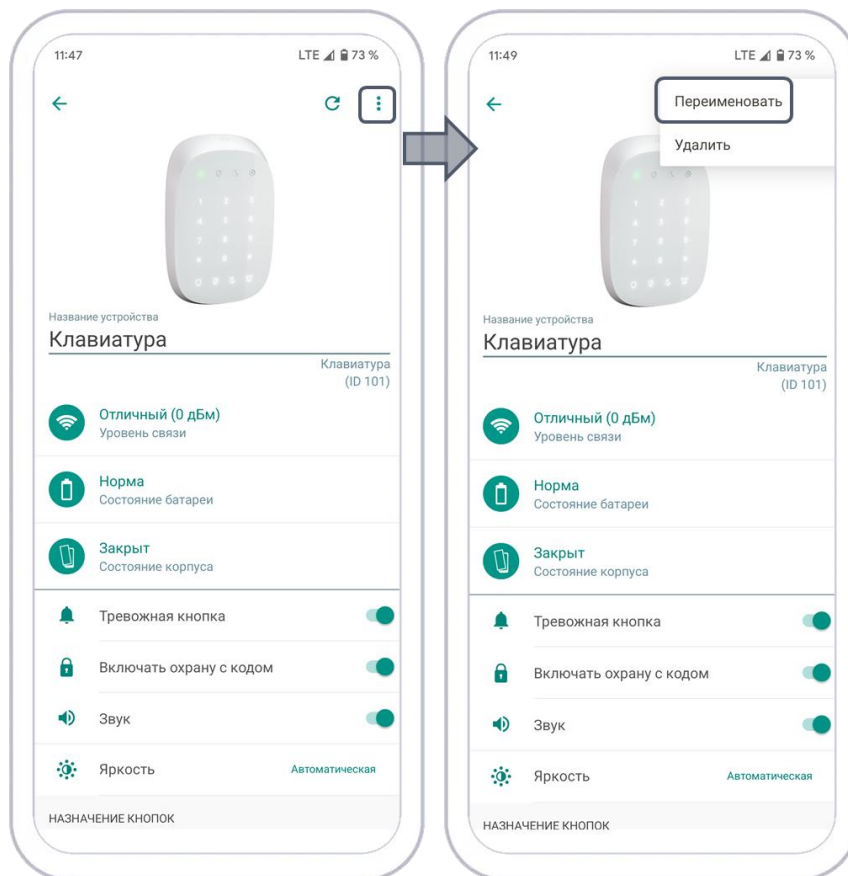 11:47
LTE 73 %
Название устройства
Клавиатура
Клавиатура
(ID 101)
Отличный (0 дБм)
Уровень связи
Норма
Состояние батареи
Закрыт
Состояние корпуса
Тревожная кнопка
Включать охрану с кодом
Звук
Яркость
Автоматическая
НАЗНАЧЕНИЕ КНОПОК
11:49
LTE 73 %
Переименовать
Удалить
Название устройства
Клавиатура
Клавиатура
(ID 101)
Отличный (0 дБм)
Уровень связи
Норма
Состояние батареи
Закрыт
Состояние корпуса
Тревожная кнопка
Включать охрану с кодом
Звук
Яркость
Автоматическая
НАЗНАЧЕНИЕ КНОПОК